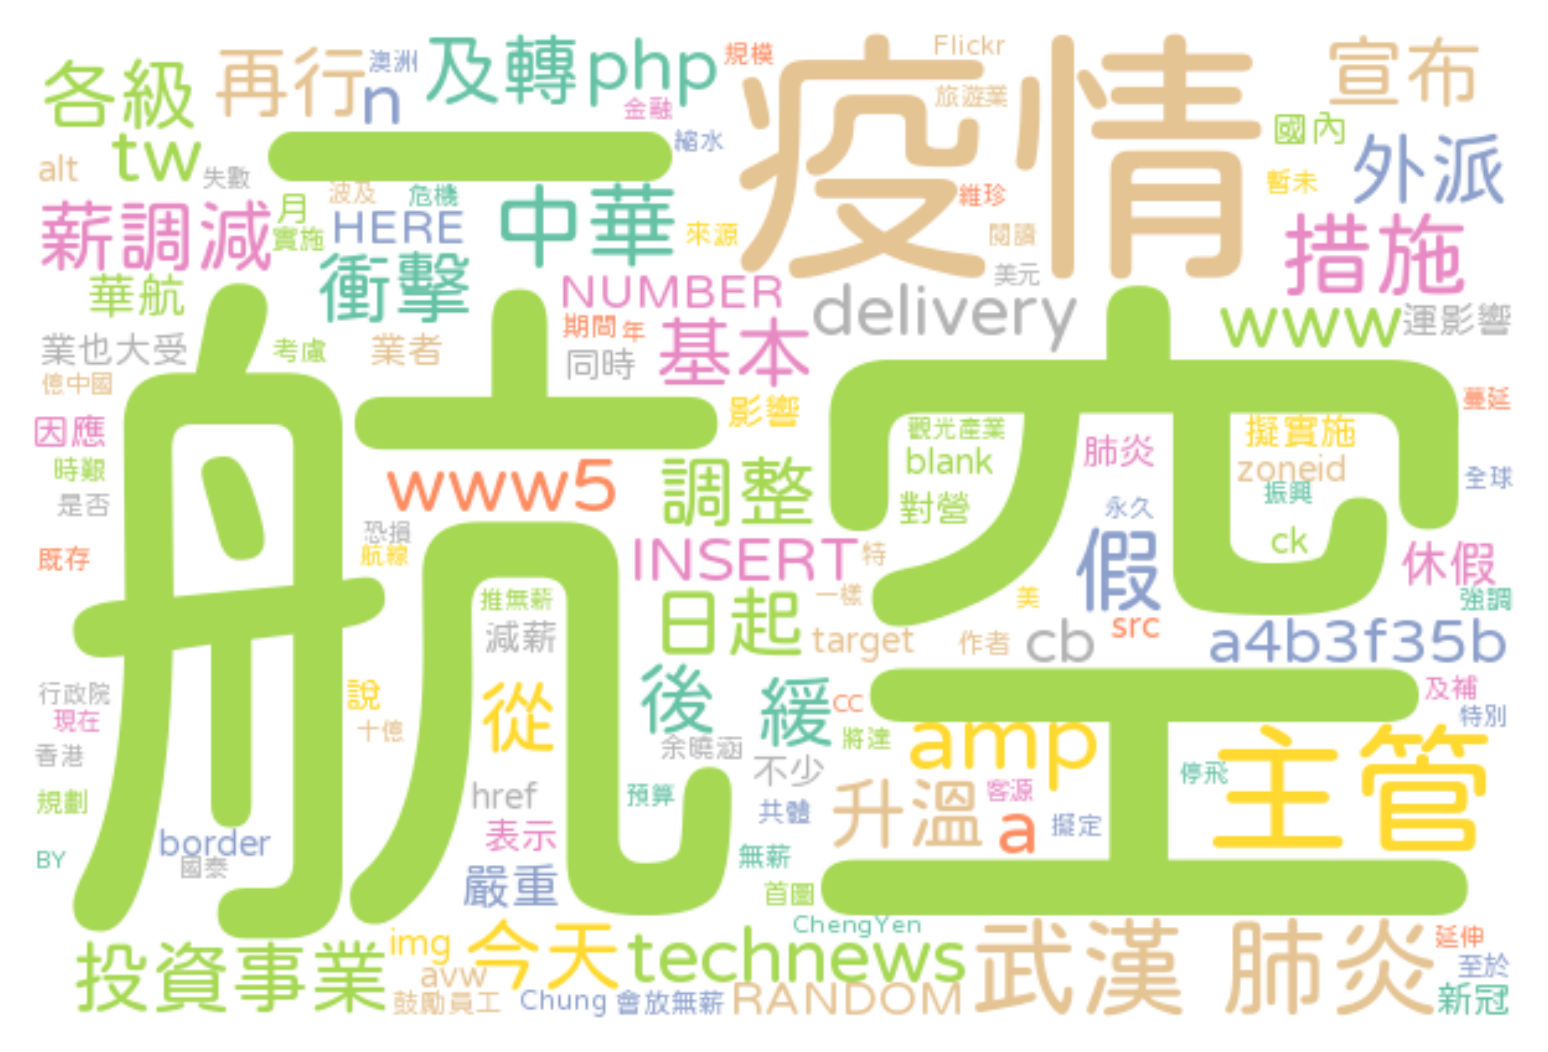 各級
再行
澳洲
n
及轉
php
規模
金融
疫情
Flickr
旅遊業
宣布
國內
外派
tw
alt
失數
一
縮水
波及
危機
月
實施
HERE
中華
來源
維珍
閱讀
美元
暫未
措施
薪調減
華航
衝擊
NUMBER
delivery
www
運影響
業也大受
考慮
業者
期間
年
同時
基本
億中國
因應
時艱
是否
既存
航空
影響
觀光產業
blank
對營
肺炎
擬實施
zoneid
振興
蔓延
全球
www5
調整
恐損
航線
INSERT
特
永久
假
ck
休假
強調
推無薪
減薪
日起
一樣
target
美
作者
cb
src
a4b3f35b
行政院
現在
香港
規劃
說
十億
從
後
緩
cc
將達
余曉涵
不少
amp
及補
特別
停飛
主管
href
預算
共體
升溫
客源
a
擬定
表示
BY
border
國泰
嚴重
無薪
首圖
ChengYen
投資事業
img
avw
今天
technews
武漢 肺炎
延伸
至於
新冠
鼓勵員工
Chung
會放無薪
RANDOM